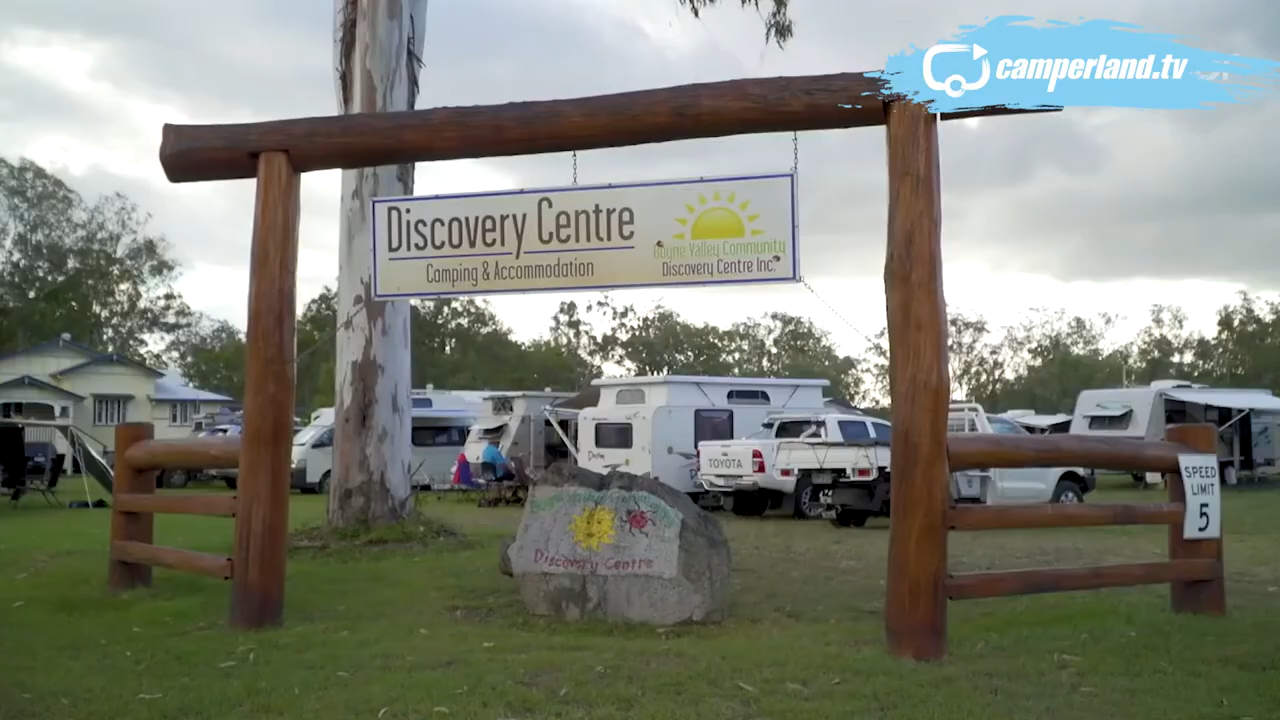 camperland.tv
Discovery Centre
Camping & Accommodation
Boyne Valley Community
Discovery Centre Inc.
TOYOTA
Discovery Centre
SPEED
LIMIT
5